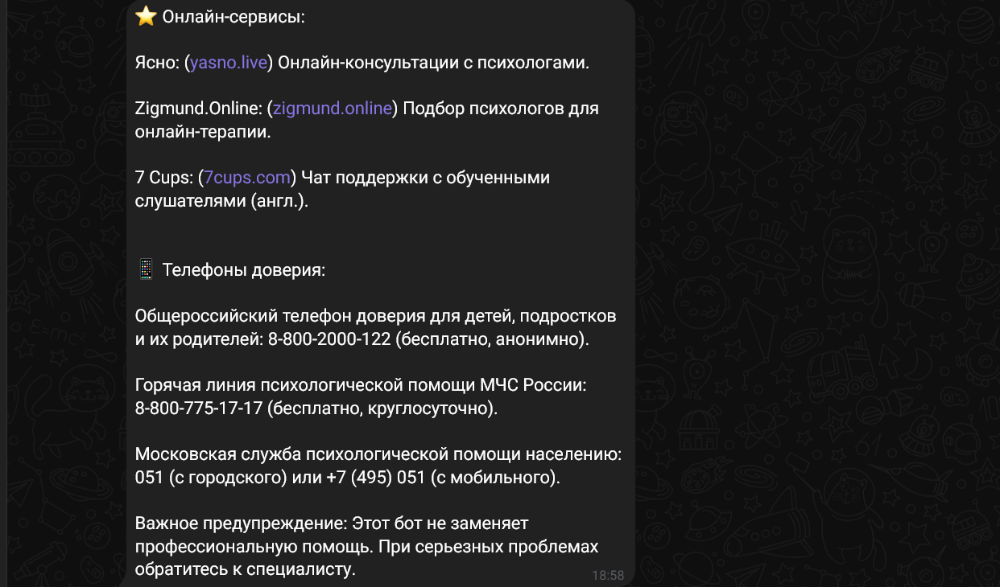 ⭐ Онлайн-сервисы:
Ясно: (yasno.live) Онлайн-консультации с психологами.
Zigmund.Online: (zigmund.online) Подбор психологов для
онлайн-терапии.
7 Cups: (7cups.com) Чат поддержки с обученными
слушателями (англ.).
📱 Телефоны доверия:
Общероссийский телефон доверия для детей, подростков
и их родителей: 8-800-2000-122 (бесплатно, анонимно).
Горячая линия психологической помощи МЧС России:
8-800-775-17-17 (бесплатно, круглосуточно).
Московская служба психологической помощи населению:
051 (с городского) или +7 (495) 051 (с мобильного).
Важное предупреждение: Этот бот не заменяет
профессиональную помощь. При серьезных проблемах
обратитесь к специалисту.
18:58
E=mc²